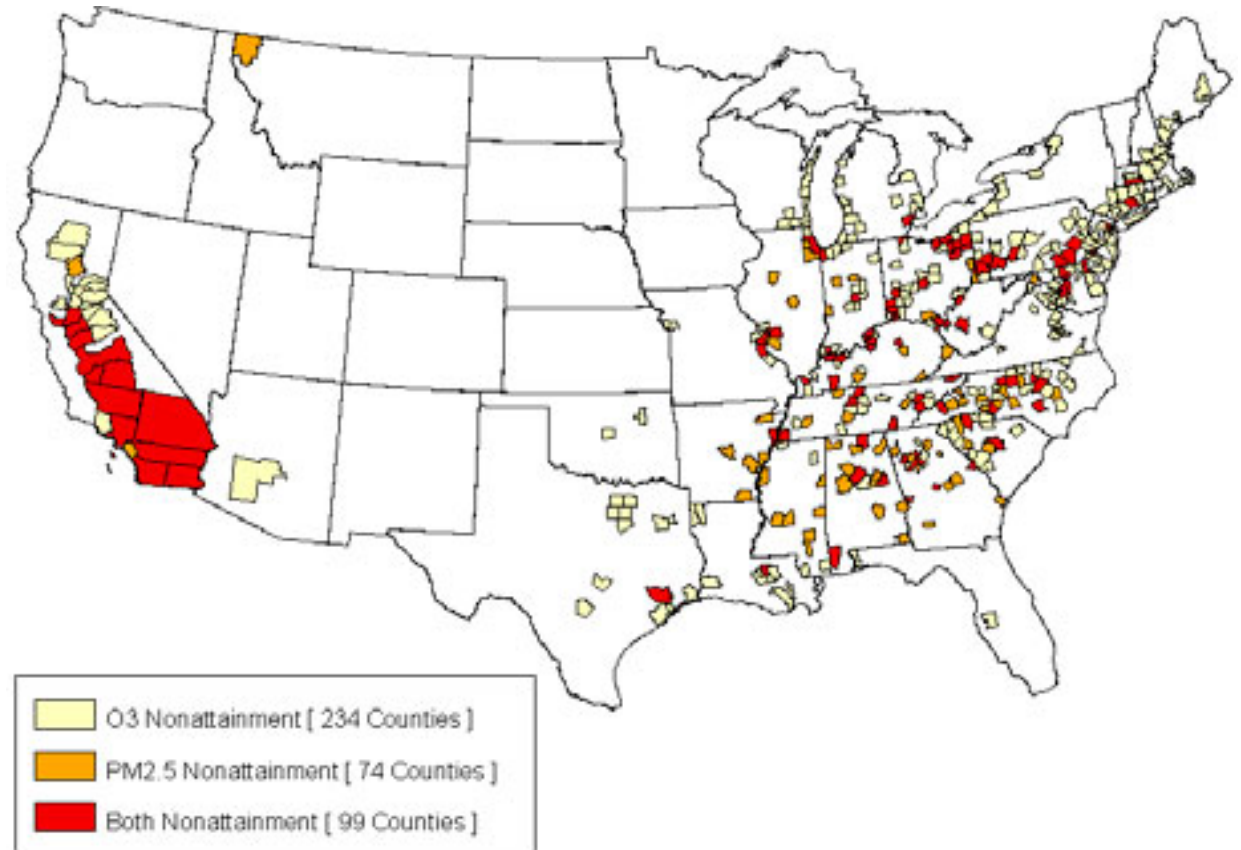 O3 Nonattainment [ 234 Counties ]
PM2.5 Nonattainment [ 74 Counties ]
Both Nonattainment [ 99 Counties ]